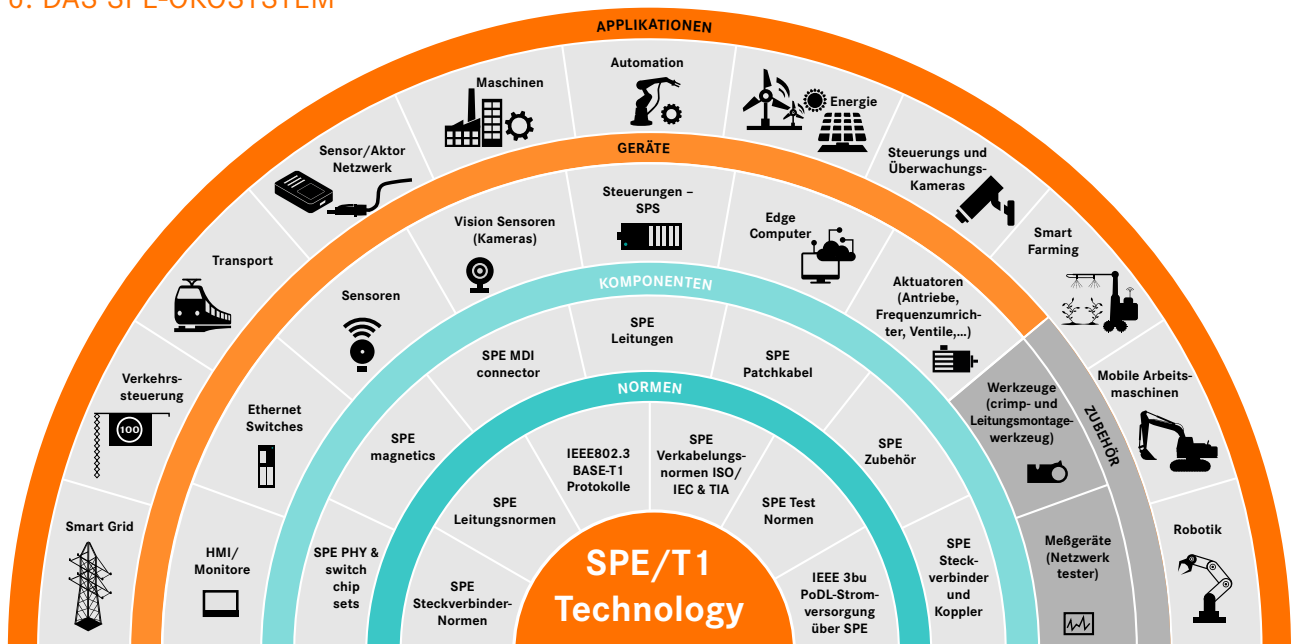 6. DAS SPE-ÖKOSYSTEM
APPLIKATIONEN
Smart Grid
Verkehrs-
steuerung
Transport
Sensor/Aktor
Netzwerk
Maschinen
Automation
Energie
Steuerungs und
Überwachungs-
Kameras
Smart
Farming
Mobile Arbeits-
maschinen
Robotik
100
GERÄTE
HMI/
Monitore
Ethernet
Switches
Sensoren
Vision Sensoren
(Kameras)
Steuerungen –
SPS
Edge
Computer
Aktuatoren
(Antriebe,
Frequenzumrich-
ter, Ventile,...)
ZUBEHÖR
Werkzeuge
(crimp- und
Leitungsmontage-
werkzeug)
Meßgeräte
(Netzwerk
tester)
KOMPONENTEN
SPE PHY &
switch
chip
sets
SPE
magnetics
SPE MDI
connector
SPE
Leitungen
SPE
Patchkabel
SPE
Zubehör
SPE
Steck-
verbinder
und
Koppler
NORMEN
SPE
Steckverbinder-
Normen
SPE
Leitungsnormen
IEEE802.3
BASE-T1
Protokolle
SPE
Verkabelungs-
normen ISO/
IEC & TIA
SPE Test
Normen
IEEE 3bu
PoDL-Strom-
versorgung
über SPE
SPE/T1
Technology